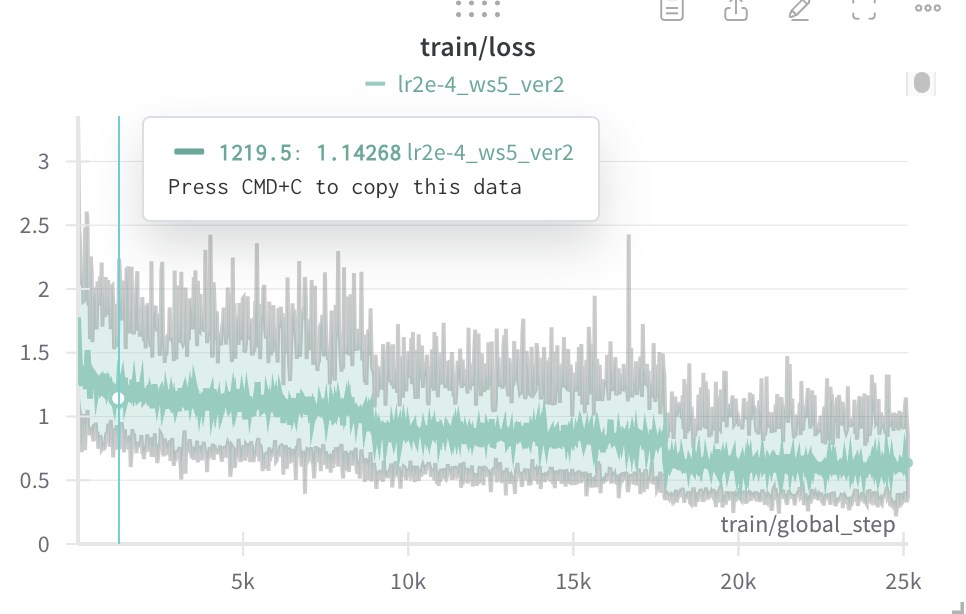 train/loss
lr2e-4_ws5_ver2
1219.5: 1.14268 lr2e-4_ws5_ver2
Press CMD+C to copy this data
3
2.5
2
1.5
1
0.5
0
train/global_step
5k
10k
15k
20k
25k